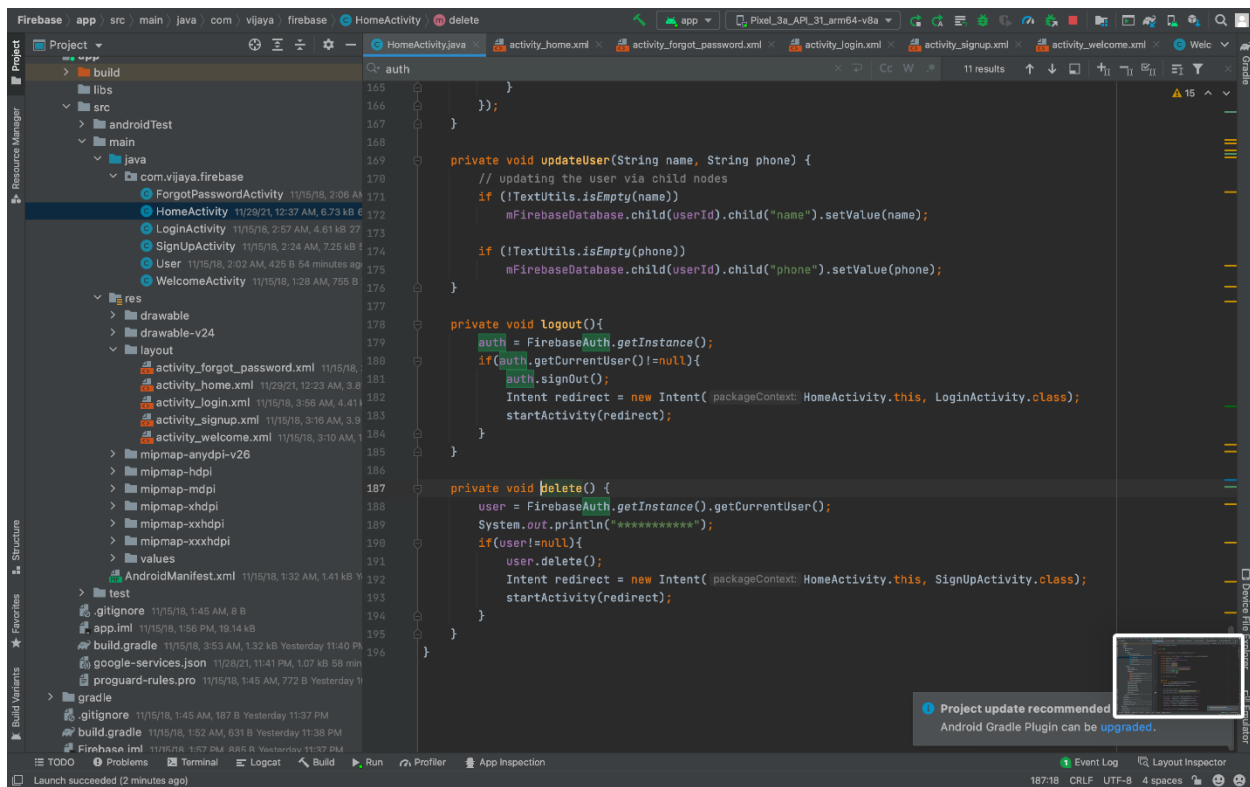 Firebase › app › src › main › java › com › vijaya › firebase › HomeActivity › delete
app
Pixel_3a_API_31_arm64-v8a
Project
HomeActivity.java
activity_home.xml
activity_forgot_password.xml
activity_login.xml
activity_signup.xml
activity_welcome.xml
Welc
auth
Cc W .*
11 results
15
Project
Resource Manager
Structure
Favorites
Build Variants
Gradle
Device File Explorer
Emulator
app
build
libs
src
androidTest
main
java
com.vijaya.firebase
ForgotPasswordActivity 11/15/18, 2:06 AM
HomeActivity 11/29/21, 12:37 AM, 6.73 kB 6
LoginActivity 11/15/18, 2:57 AM, 4.61 kB 27
SignUpActivity 11/15/18, 2:24 AM, 7.25 kB 5
User 11/15/18, 2:02 AM, 425 B 54 minutes ag
WelcomeActivity 11/15/18, 1:28 AM, 755 B
res
drawable
drawable-v24
layout
activity_forgot_password.xml 11/15/18,
activity_home.xml 11/29/21, 12:23 AM, 3.8
activity_login.xml 11/15/18, 3:56 AM, 4.41 k
activity_signup.xml 11/15/18, 3:16 AM, 3.9
activity_welcome.xml 11/15/18, 3:10 AM, 1
mipmap-anydpi-v26
mipmap-hdpi
mipmap-mdpi
mipmap-xhdpi
mipmap-xxhdpi
mipmap-xxxhdpi
values
AndroidManifest.xml 11/15/18, 1:32 AM, 1.41 kB Y
test
.gitignore 11/15/18, 1:45 AM, 8 B
app.iml 11/15/18, 1:56 PM, 19.14 kB
build.gradle 11/15/18, 3:53 AM, 1.32 kB Yesterday 11:40 PM
google-services.json 11/28/21, 11:41 PM, 1.07 kB 58 min
proguard-rules.pro 11/15/18, 1:45 AM, 772 B Yesterday 1
gradle
.gitignore 11/15/18, 1:45 AM, 187 B Yesterday 11:37 PM
build.gradle 11/15/18, 1:52 AM, 631 B Yesterday 11:38 PM
Firebase.iml 11/15/18, 1:57 PM, 885 B Yesterday 11:37 PM
165 }
166 });
167 }
168
169 private void updateUser(String name, String phone) {
170 // updating the user via child nodes
171 if (!TextUtils.isEmpty(name))
172 mFirebaseDatabase.child(userId).child("name").setValue(name);
173
174 if (!TextUtils.isEmpty(phone))
175 mFirebaseDatabase.child(userId).child("phone").setValue(phone);
176 }
177
178 private void logout(){
179 auth = FirebaseAuth.getInstance();
180 if(auth.getCurrentUser()!=null){
181 auth.signOut();
182 Intent redirect = new Intent( packageContext: HomeActivity.this, LoginActivity.class);
183 startActivity(redirect);
184 }
185 }
186
187 private void delete() {
188 user = FirebaseAuth.getInstance().getCurrentUser();
189 System.out.println("***********");
190 if(user!=null){
191 user.delete();
192 Intent redirect = new Intent( packageContext: HomeActivity.this, SignUpActivity.class);
193 startActivity(redirect);
194 }
195 }
196 }
Project update recommended
Android Gradle Plugin can be upgraded.
TODO
Problems
Terminal
Logcat
Build
Run
Profiler
App Inspection
1 Event Log
Layout Inspector
Launch succeeded (2 minutes ago)
187:18 CRLF UTF-8 4 spaces